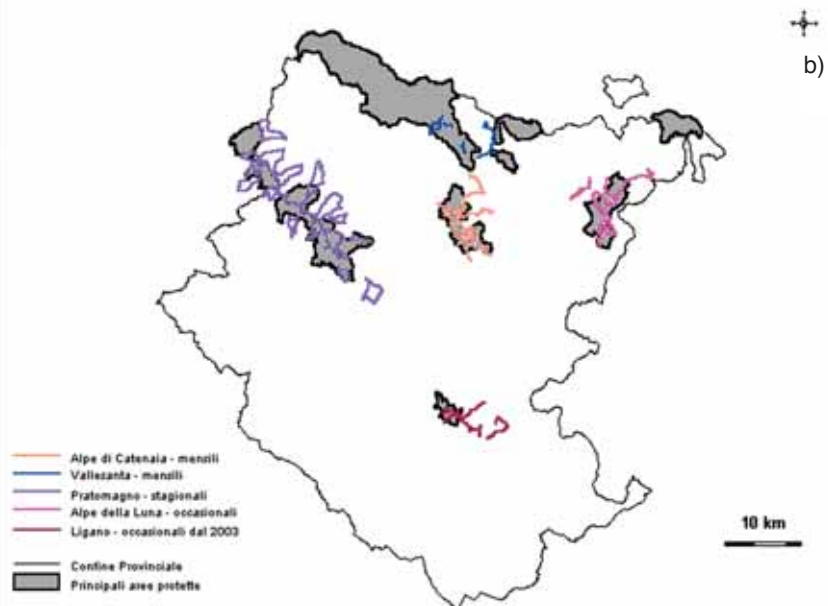 b)
Alpe di Catenaia - mensili
Vallesanta - mensili
Pratomagno - stagionali
Alpe della Luna - occasionali
Ligano - occasionali dal 2003
Confine Provinciale
Principali aree protette
10 km